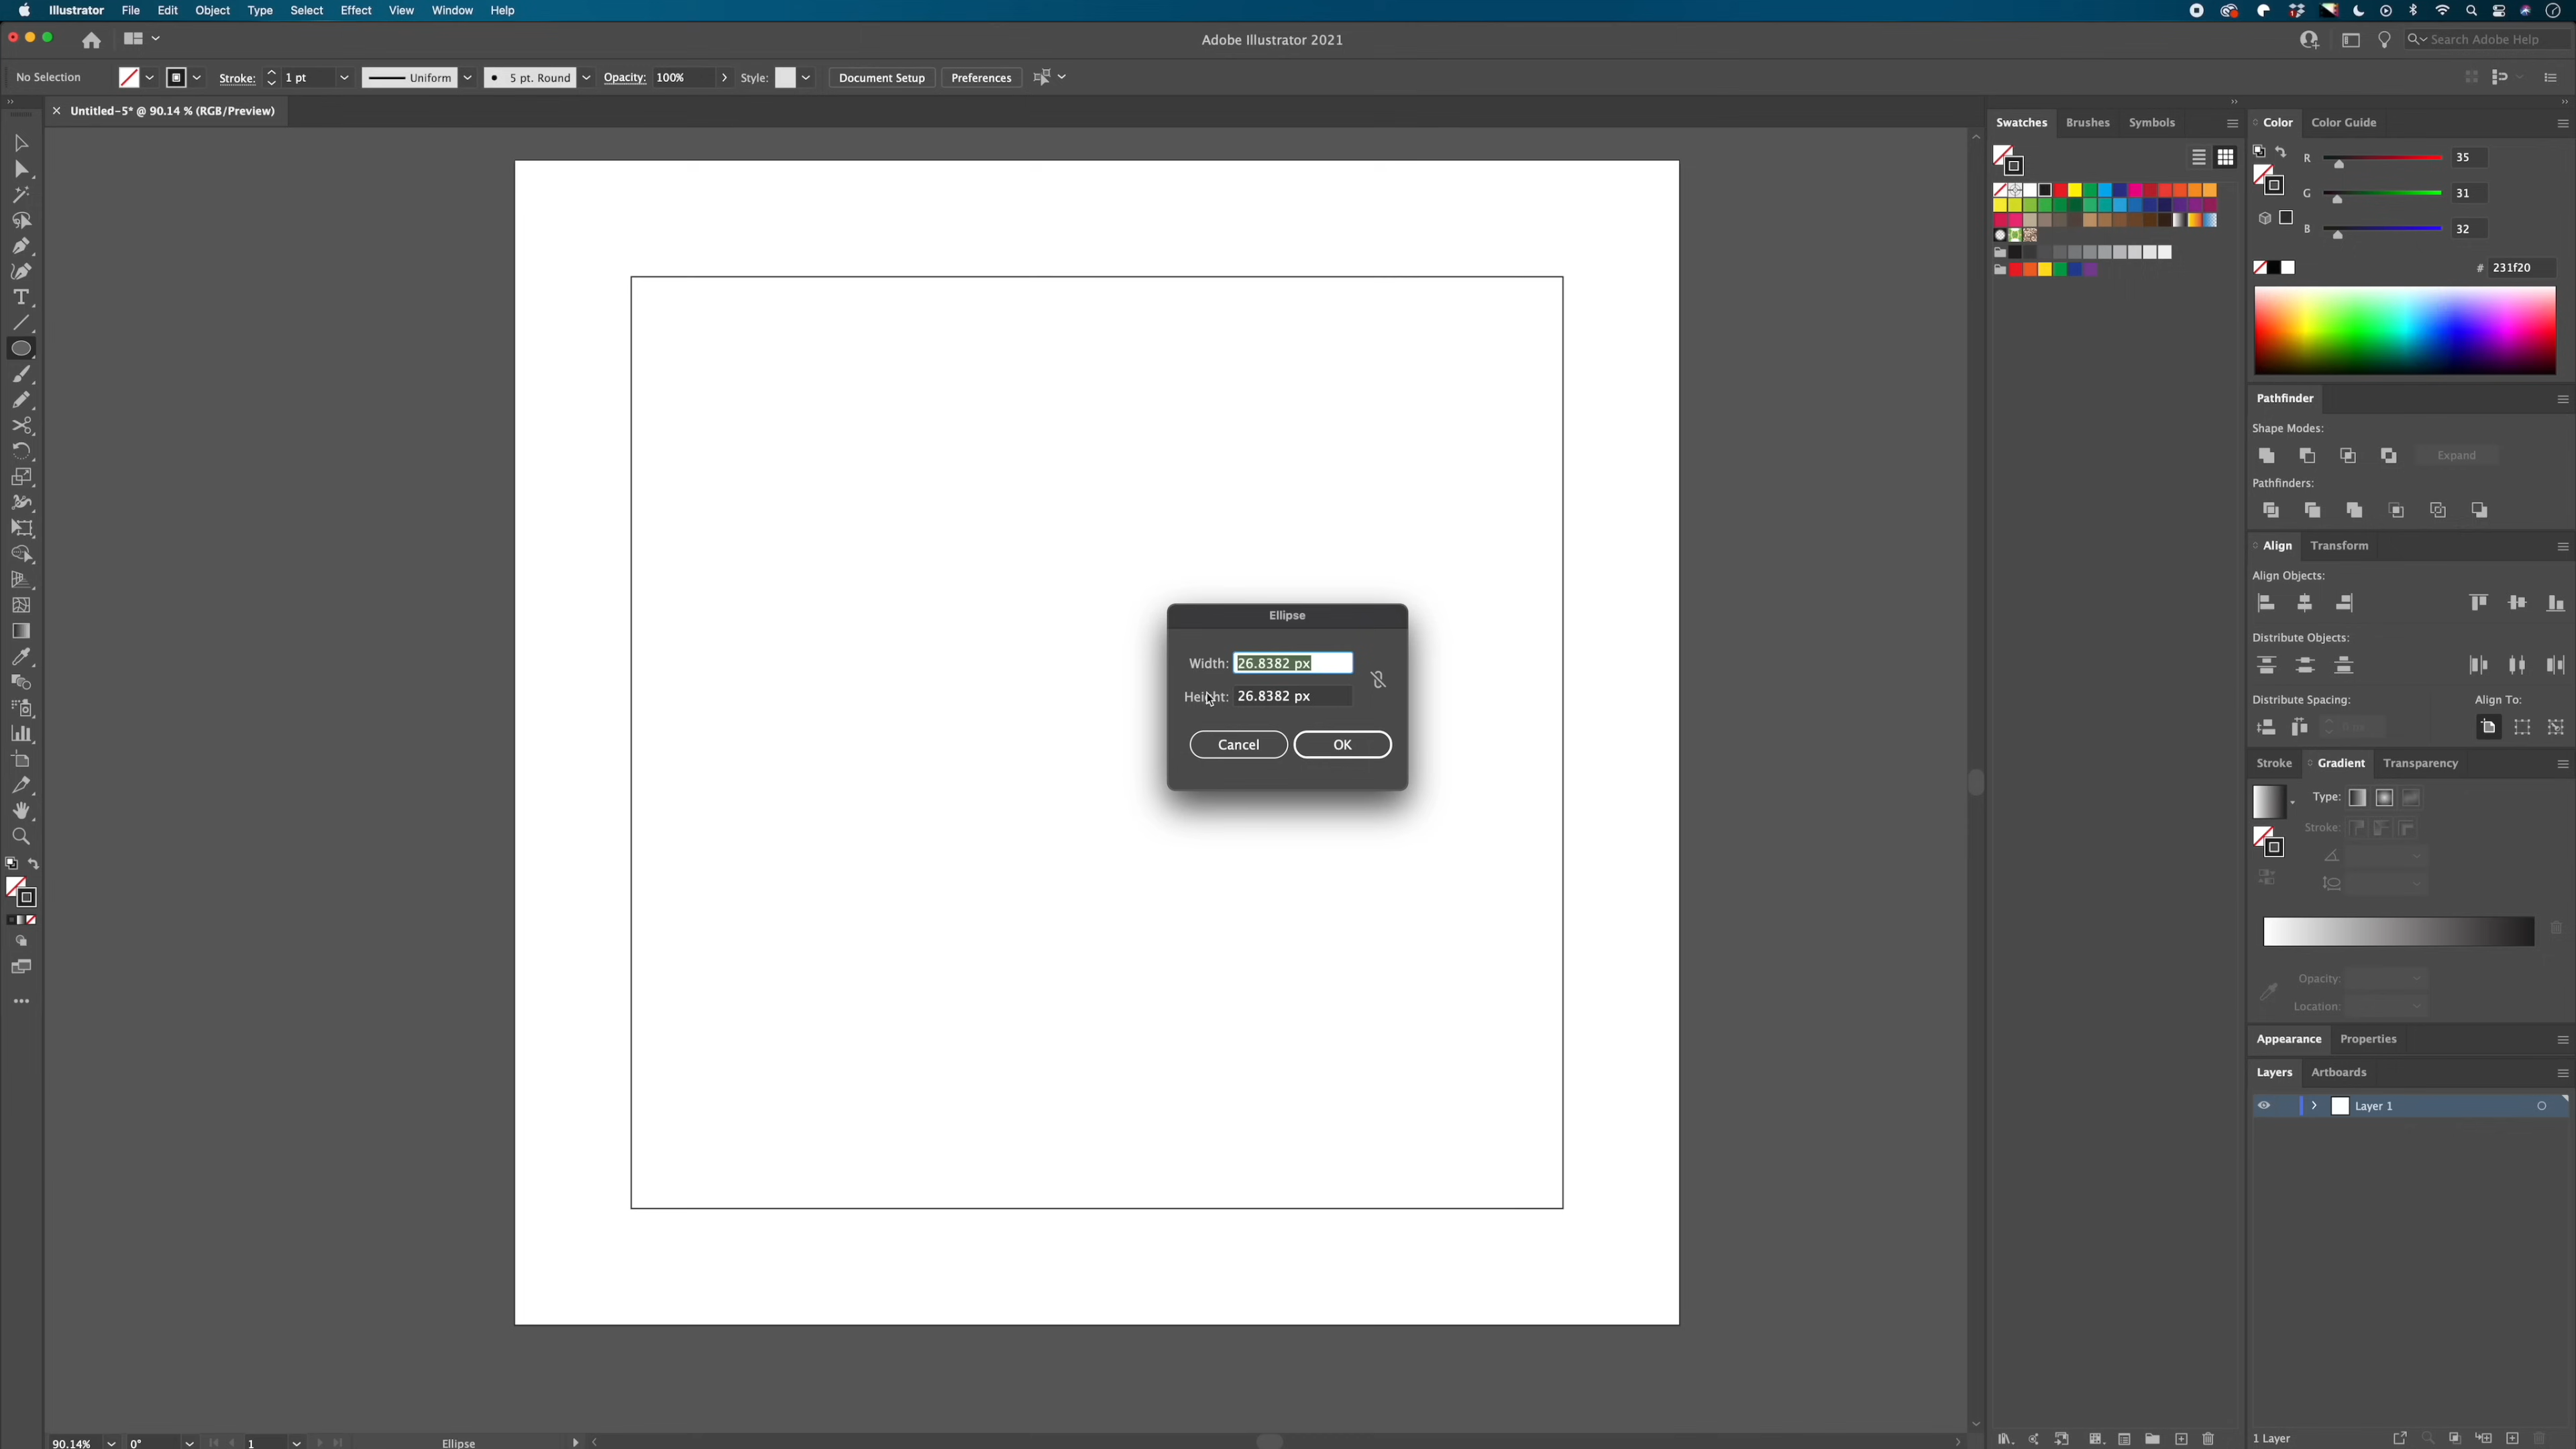 Illustrator File Edit Object Type Select Effect View Window Help
Adobe Illustrator 2021
Search Adobe Help
No Selection Stroke: 1 pt Uniform 5 pt. Round Opacity: 100% Style: Document Setup Preferences
Untitled-5* @ 90.14 % (RGB/Preview)
Swatches Brushes Symbols
Color Color Guide
R 35
G 31
B 32
# 231f20
Pathfinder
Shape Modes:
Expand
Pathfinders:
Align Transform
Align Objects:
Distribute Objects:
Distribute Spacing: Align To:
0 px
Ellipse
Width: 26.8382 px
Height: 26.8382 px
Cancel OK
Stroke Gradient Transparency
Type:
Stroke:
Opacity:
Location:
Appearance Properties
Layers Artboards
Layer 1
1 Layer
90.14% 0° 1 Ellipse